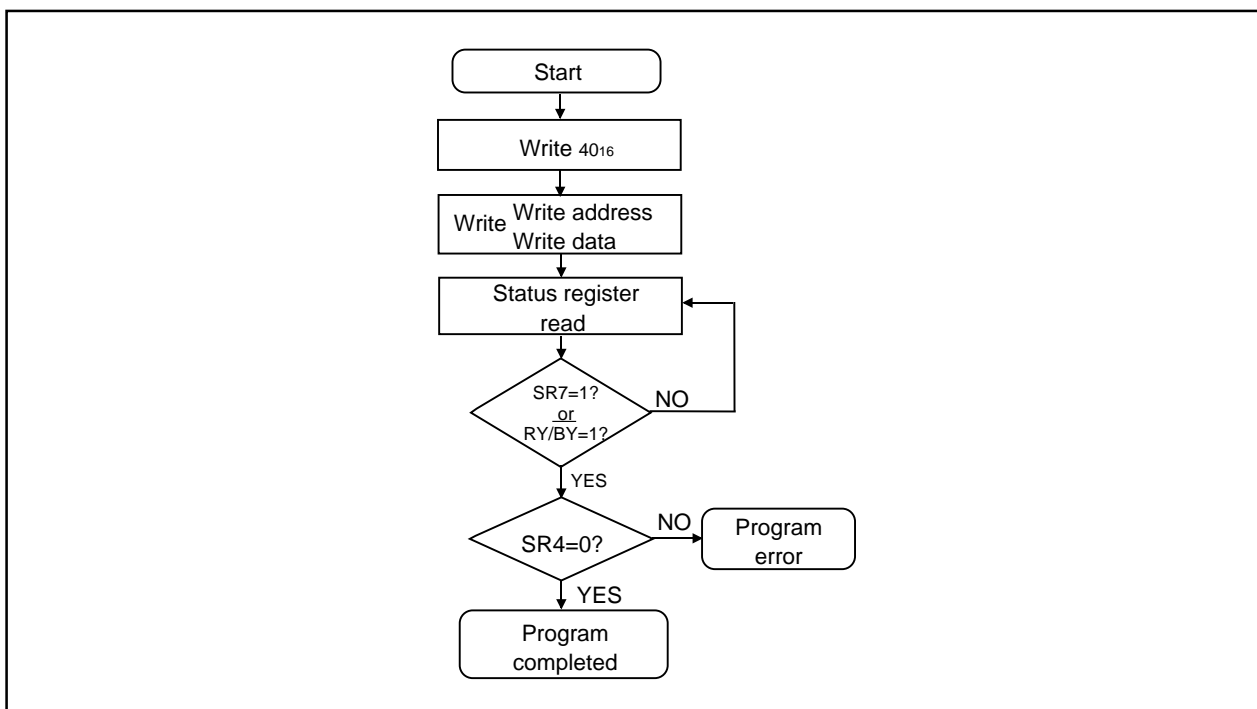 Start
Write 40₁₆
Write Write address
Write data
Status register
read
SR7=1?
or
RY/B̅Y̅=1?
NO
YES
SR4=0?
NO
Program
error
YES
Program
completed